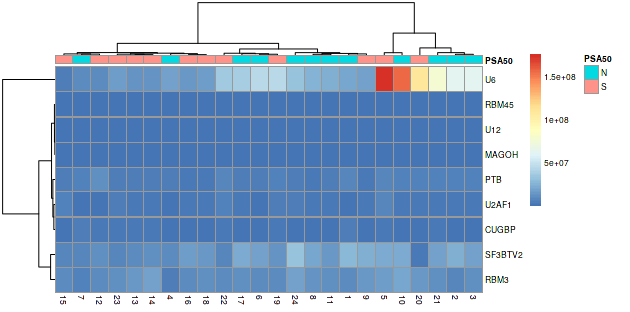 PSA50
PSA50
N
S
1.5e+08
1e+08
5e+07
U6
RBM45
U12
MAGOH
PTB
U2AF1
CUGBP
SF3BTV2
RBM3
15 7 12 23 13 14 4 16 18 22 17 6 19 24 8 11 1 9 5 10 20 21 2 3